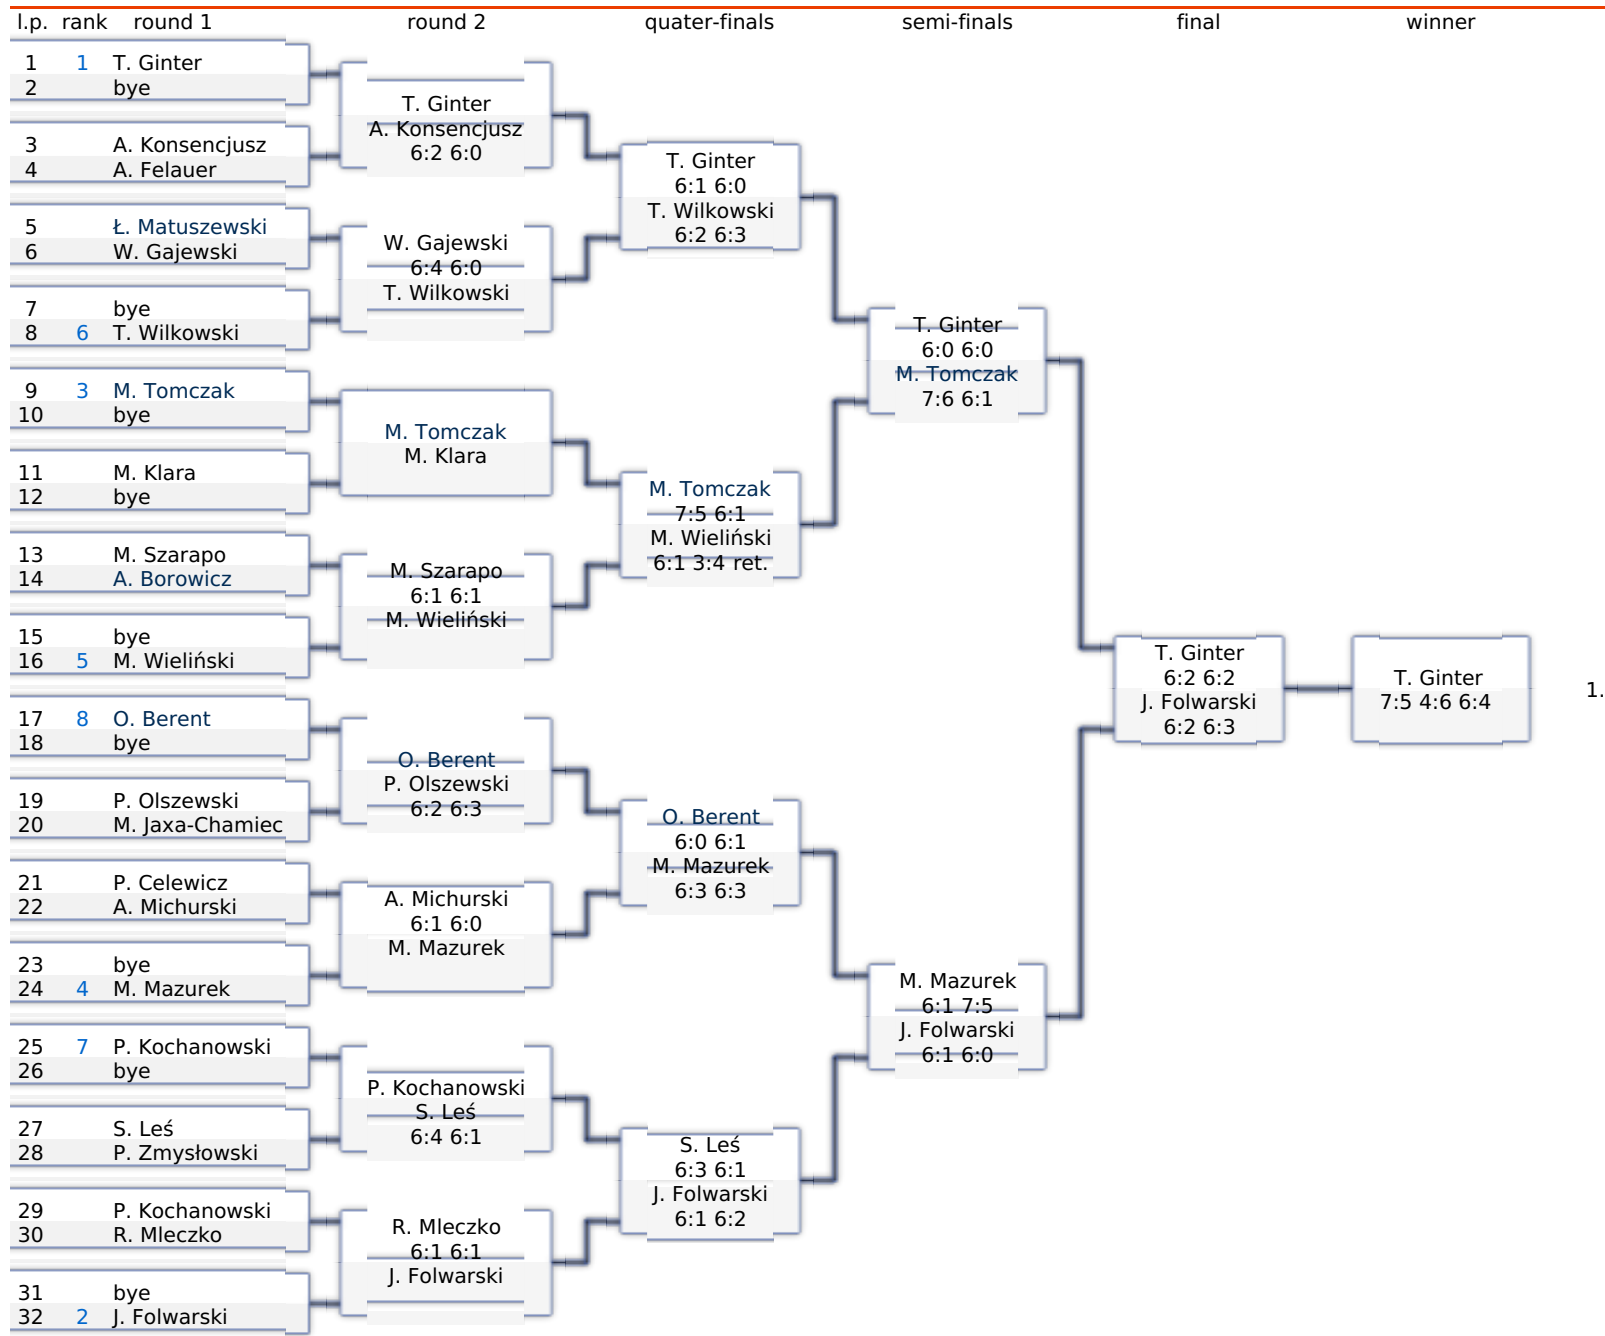 l.p. rank round 1 round 2 quater-finals semi-finals final winner
1 1 T. Ginter
2 bye
3 A. Konsencjusz
4 A. Felauer
5 Ł. Matuszewski
6 W. Gajewski
7 bye
8 6 T. Wilkowski
9 3 M. Tomczak
10 bye
11 M. Klara
12 bye
13 M. Szarapo
14 A. Borowicz
15 bye
16 5 M. Wieliński
17 8 O. Berent
18 bye
19 P. Olszewski
20 M. Jaxa-Chamiec
21 P. Celewicz
22 A. Michurski
23 bye
24 4 M. Mazurek
25 7 P. Kochanowski
26 bye
27 S. Leś
28 P. Zmysłowski
29 P. Kochanowski
30 R. Mleczko
31 bye
32 2 J. Folwarski
T. Ginter
A. Konsencjusz
6:2 6:0
W. Gajewski
6:4 6:0
T. Wilkowski
M. Tomczak
M. Klara
M. Szarapo
6:1 6:1
M. Wieliński
O. Berent
P. Olszewski
6:2 6:3
A. Michurski
6:1 6:0
M. Mazurek
P. Kochanowski
S. Leś
6:4 6:1
R. Mleczko
6:1 6:1
J. Folwarski
T. Ginter
6:1 6:0
T. Wilkowski
6:2 6:3
M. Tomczak
7:5 6:1
M. Wieliński
6:1 3:4 ret.
O. Berent
6:0 6:1
M. Mazurek
6:3 6:3
S. Leś
6:3 6:1
J. Folwarski
6:1 6:2
T. Ginter
6:0 6:0
M. Tomczak
7:6 6:1
M. Mazurek
6:1 7:5
J. Folwarski
6:1 6:0
T. Ginter
6:2 6:2
J. Folwarski
6:2 6:3
T. Ginter
7:5 4:6 6:4
1.